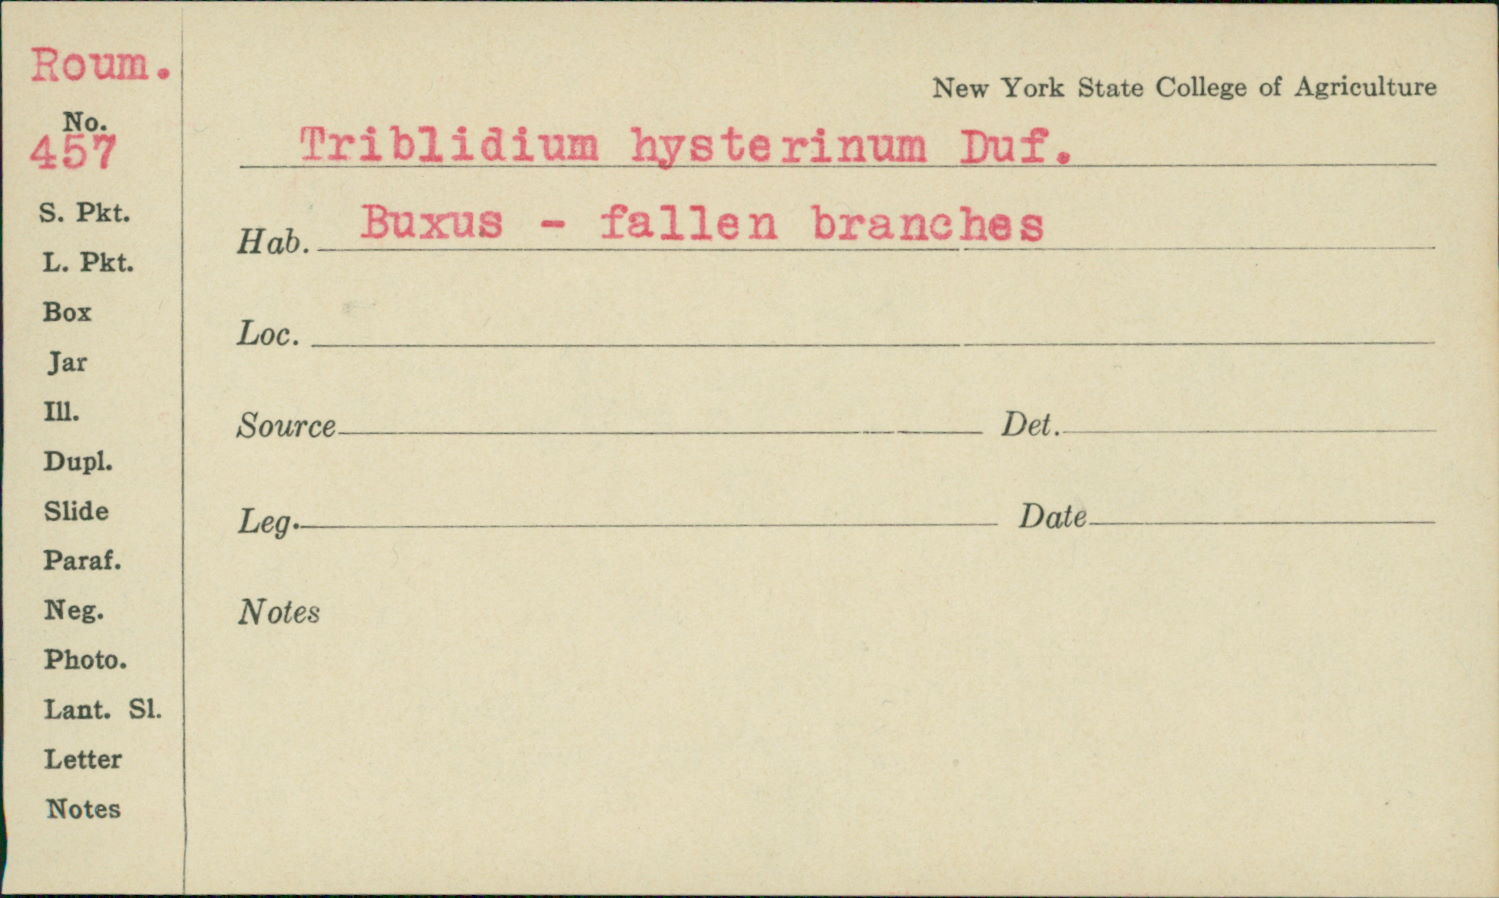 Roum.
No.
457
S. Pkt.
L. Pkt.
Box
Jar
Ill.
Dupl.
Slide
Paraf.
Neg.
Photo.
Lant. Sl.
Letter
Notes
New York State College of Agriculture
Triblidium hysterinum Duf.
Hab. Buxus - fallen branches
Loc.
Source Det.
Leg. Date
Notes